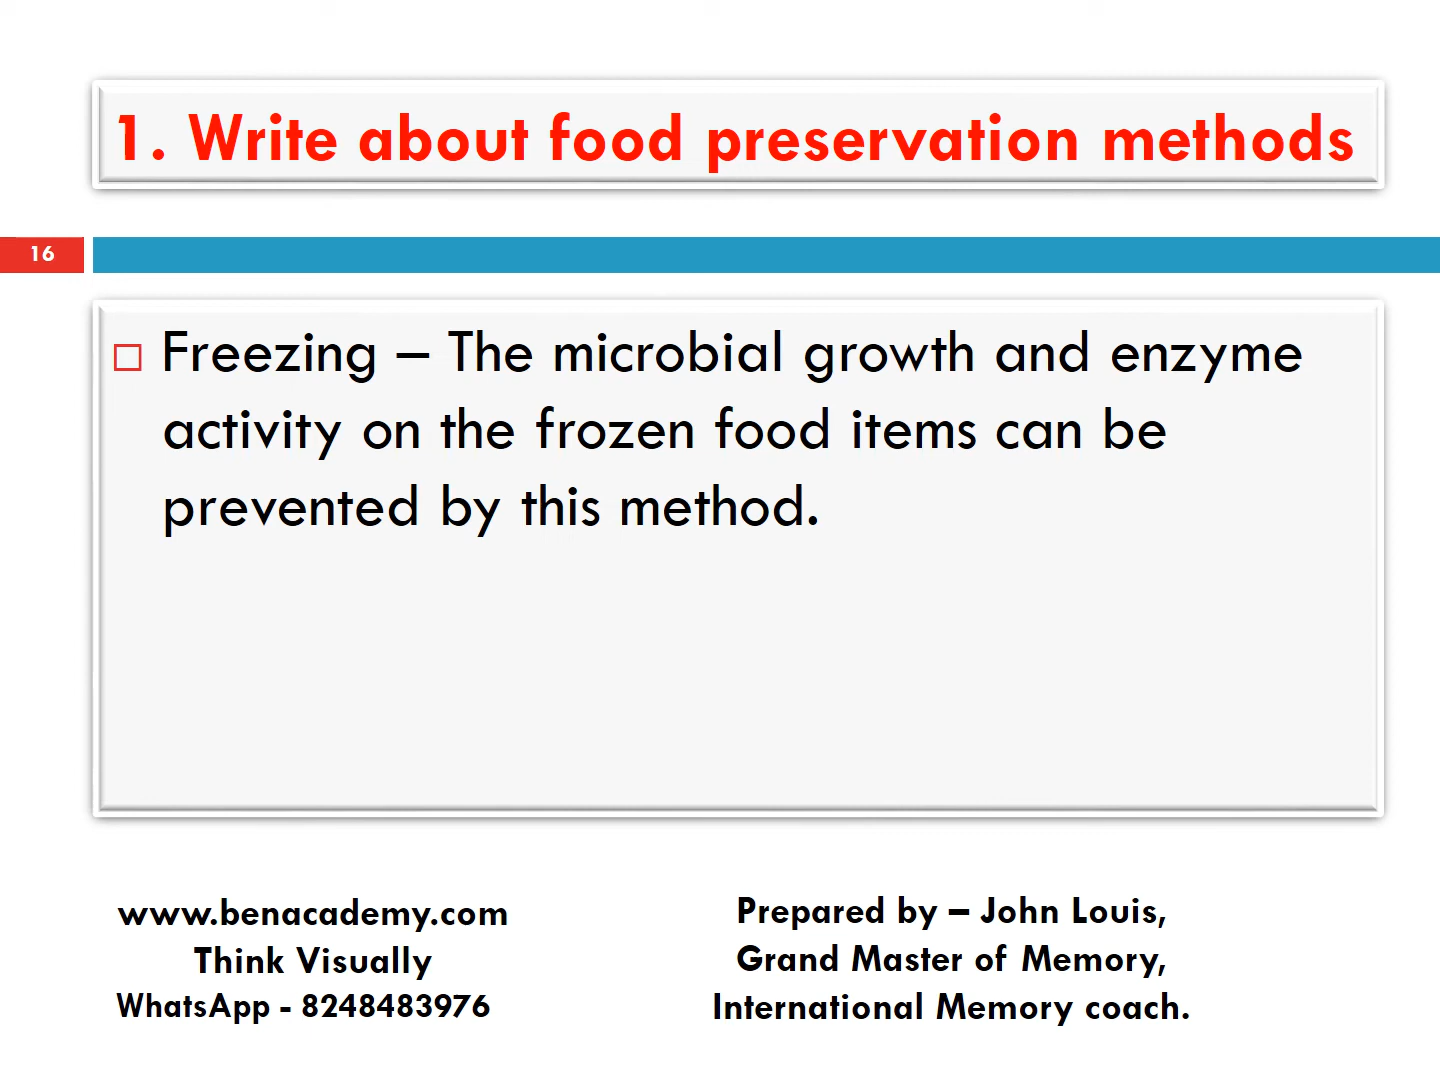 1. Write about food preservation methods
16
Freezing – The microbial growth and enzyme
activity on the frozen food items can be
prevented by this method.
www.benacademy.com
Think Visually
WhatsApp - 8248483976
Prepared by – John Louis,
Grand Master of Memory,
International Memory coach.